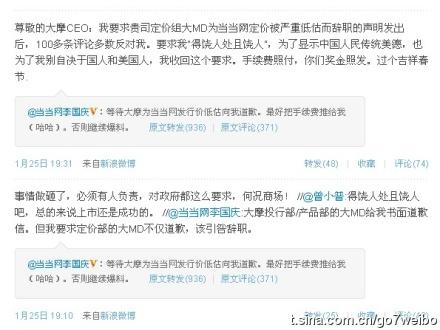 尊敬的大摩CEO：我要求贵司定价组大MD为当当网定价被严重低估而辞职的声明发出
后，100多条评论多数反对我。要求我"得饶人处且饶人"，为了显示中国人民传统美德，也
为了我别自决于国人和美国人，我收回这个要求。手续费照付，你们奖金照发。过个吉祥春
节.
@当当网李国庆V：等待大摩为当当网发行价低估向我道歉。最好把手续费推给我
（哈哈）。否则继续爆料。 原文转发(936) | 原文评论(371)
1月25日 19:31 来自新浪微博 转发(48) | 收藏 | 评论(74)
事情做砸了，必须有人负责，对政府都这么要求，何况商场！ //@曾小普:得饶人处且饶人
吧，总的来说上市还是成功的。 //@当当网李国庆:大摩投行部/产品部的大MD给我书面道歉
信。但我要求定价部的大MD不仅道歉，该引咎辞职。
@当当网李国庆V：等待大摩为当当网发行价低估向我道歉。最好把手续费推给我
（哈哈）。否则继续爆料。 原文转发(936) | 原文评论(371)
1月25日 19:10 来自新浪微博 转发(25) | 收藏
t.sina.com.cn/go7weibo